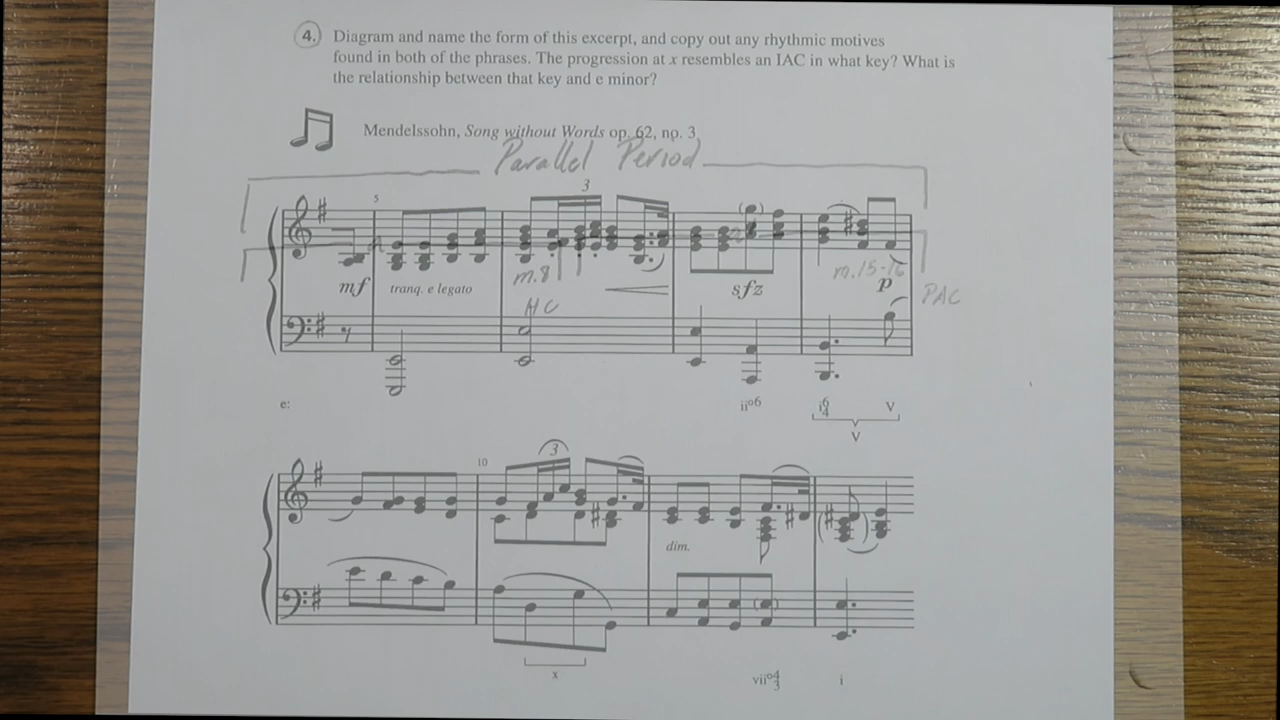 4. Diagram and name the form of this excerpt, and copy out any rhythmic motives
found in both of the phrases. The progression at x resembles an IAC in what key? What is
the relationship between that key and e minor?
Mendelssohn, Song without Words op. 62, no. 3
Parallel Period
3
5
mf
tranq. e legato
m.8
HC
sfz
m.15-16
p
PAC
e:
ii°6
i6/4
V
V
3
10
dim.
x
vii°4/3
i